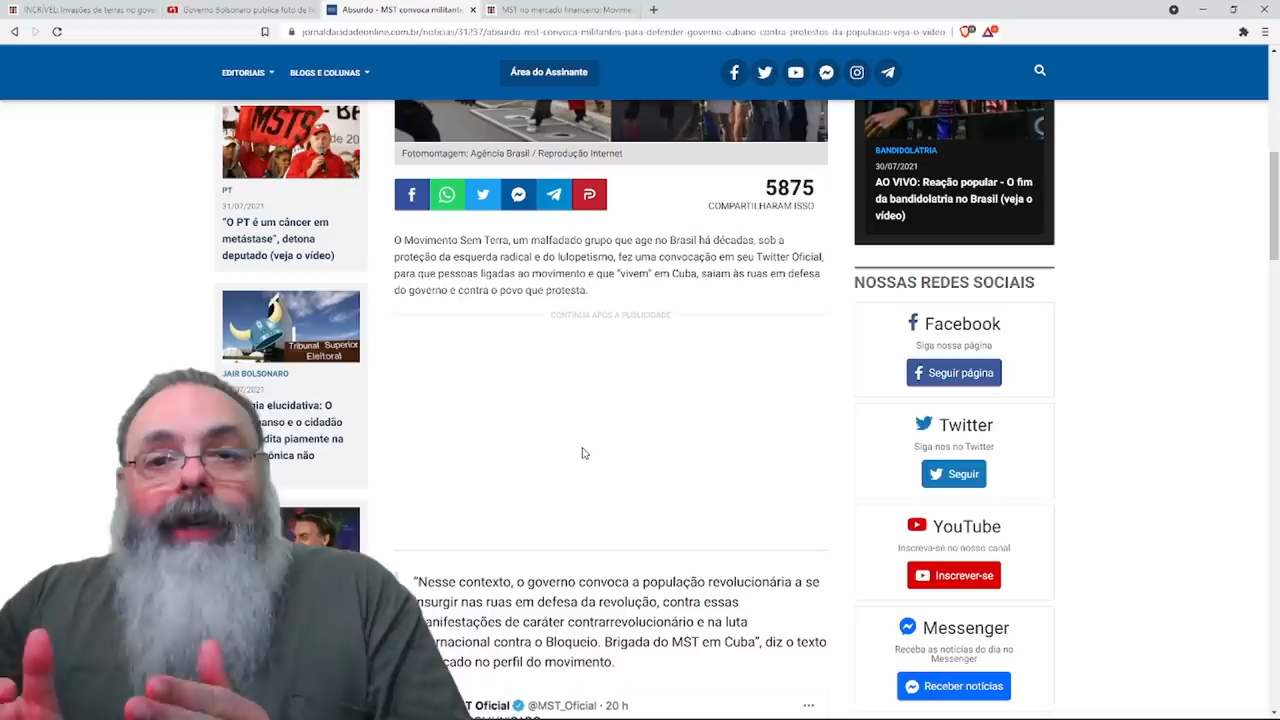 INCRÍVEL: Invasões de terras no gove
Governo Bolsonaro publica foto de h
Absurdo - MST convoca militante
MST no mercado financeiro: Movime
jornaldacidadeonline.com.br/noticias/31237/absurdo-mst-convoca-militantes-para-defender-governo-cubano-contra-protestos-da-populacao-veja-o-video
EDITORIAIS
BLOGS E COLUNAS
Área do Assinante
MST
PT
31/07/2021
"O PT é um câncer em
metástase", detona
deputado (veja o vídeo)
Tribunal Superior
Eleitoral
JAIR BOLSONARO
/2021
ia elucidativa: O
anso e o cidadão
dita piamente na
ônica não
Fotomontagem: Agência Brasil / Reprodução Internet
5875
COMPARTILHARAM ISSO
O Movimento Sem Terra, um malfadado grupo que age no Brasil há décadas, sob a
proteção da esquerda radical e do lulopetismo, fez uma convocação em seu Twitter Oficial,
para que pessoas ligadas ao movimento e que "vivem" em Cuba, saiam às ruas em defesa
do governo e contra o povo que protesta.
CONTINUA APÓS A PUBLICIDADE
"Nesse contexto, o governo convoca a população revolucionária a se
nsurgir nas ruas em defesa da revolução, contra essas
anifestações de caráter contrarrevolucionário e na luta
ernacional contra o Bloqueio. Brigada do MST em Cuba", diz o texto
cado no perfil do movimento.
ST Oficial @MST_Oficial · 20 h
BANDIDOLATRIA
30/07/2021
AO VIVO: Reação popular - O fim
da bandidolatria no Brasil (veja o
vídeo)
NOSSAS REDES SOCIAIS
Facebook
Siga nossa página
Seguir página
Twitter
Siga nos no Twitter
Seguir
YouTube
Inscreva-se no nosso canal
Inscrever-se
Messenger
Receba as notícias do dia no
Messenger
Receber notícias